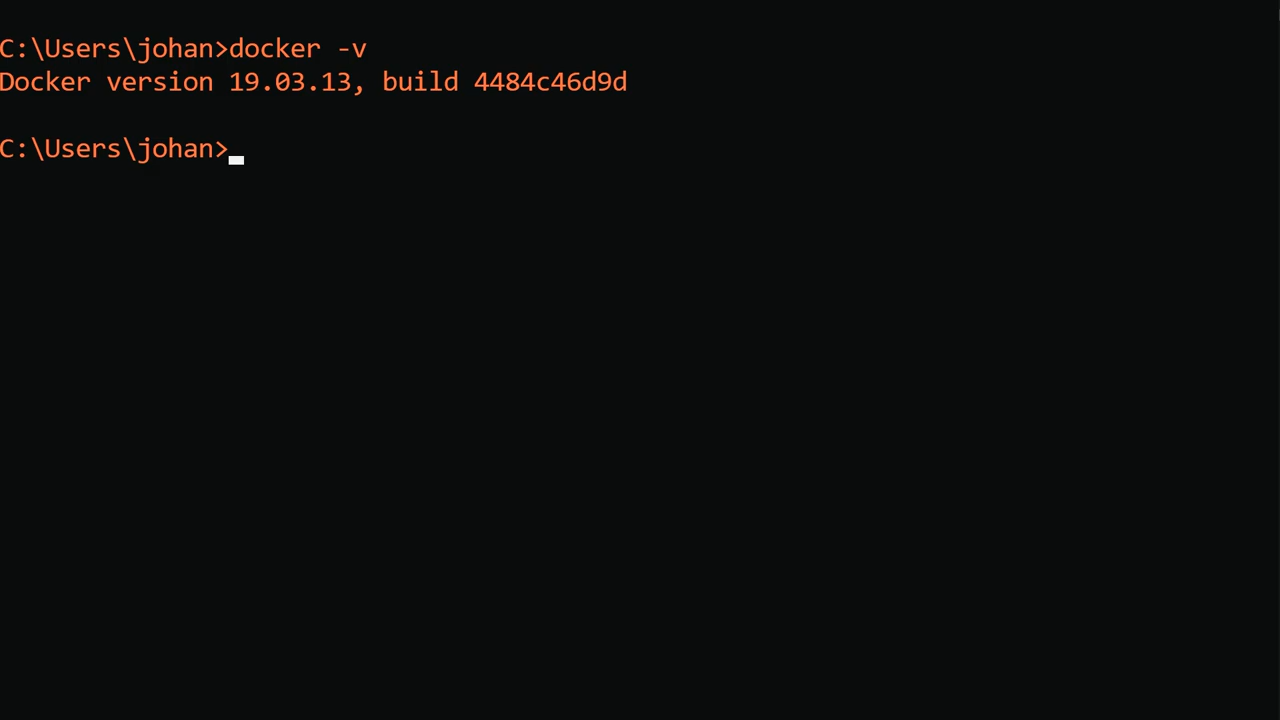 C:\Users\johan>docker -v
Docker version 19.03.13, build 4484c46d9d
C:\Users\johan>